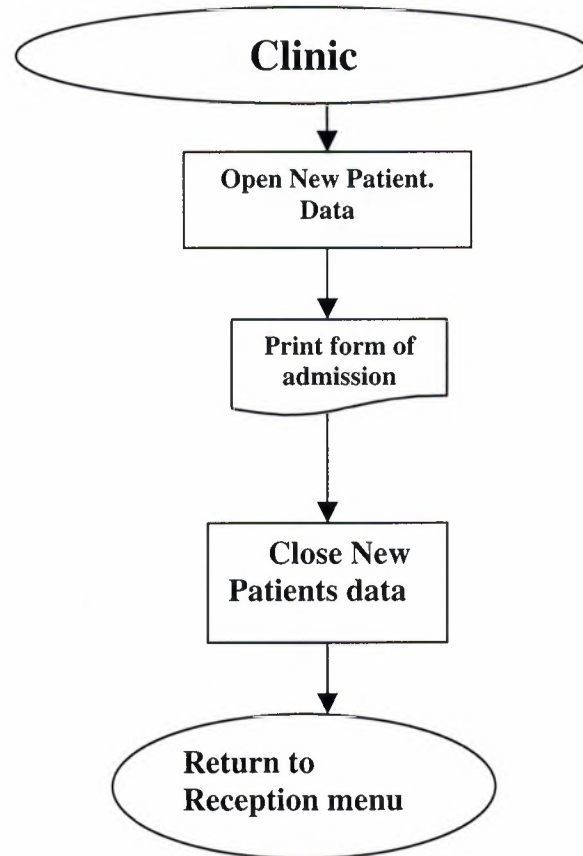 Clinic
Open New Patient.
Data
Print form of
admission
Close New
Patients data
Return to
Reception menu